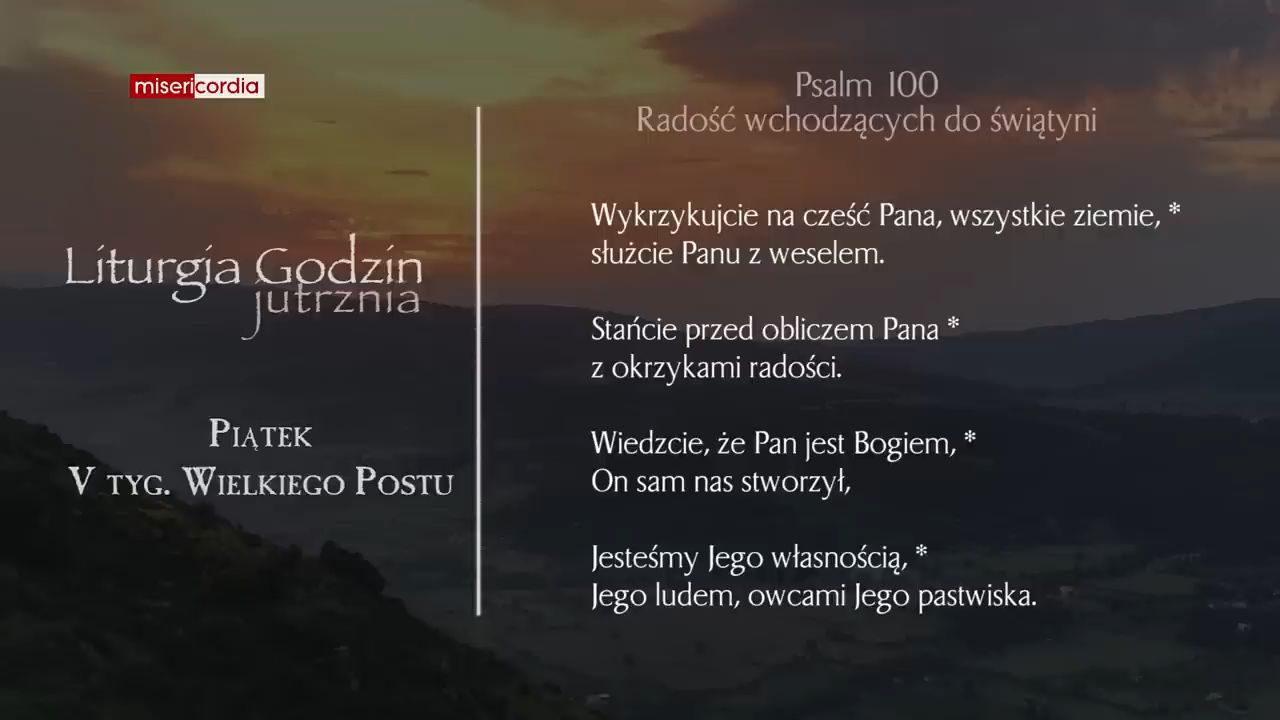 misericordia
Liturgia Godzin
jutrznia
Piątek
V tyg. Wielkiego Postu
Psalm 100
Radość wchodzących do świątyni
Wykrzykujcie na cześć Pana, wszystkie ziemie, *
służcie Panu z weselem.
Stańcie przed obliczem Pana *
z okrzykami radości.
Wiedzcie, że Pan jest Bogiem, *
On sam nas stworzył,
Jesteśmy Jego własnością, *
Jego ludem, owcami Jego pastwiska.